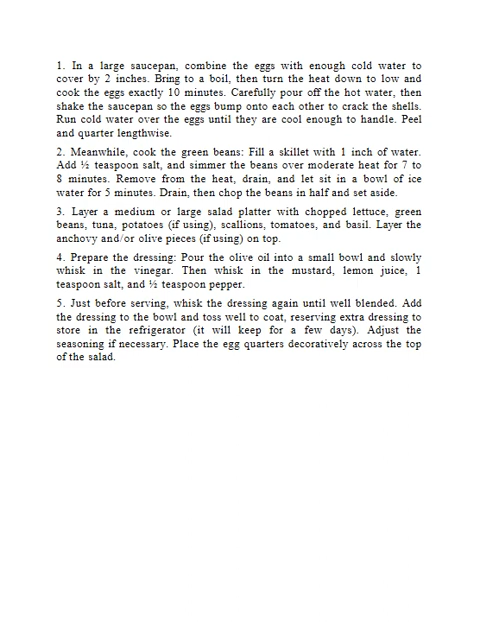 1. In a large saucepan, combine the eggs with enough cold water to
cover by 2 inches. Bring to a boil, then turn the heat down to low and
cook the eggs exactly 10 minutes. Carefully pour off the hot water, then
shake the saucepan so the eggs bump onto each other to crack the shells.
Run cold water over the eggs until they are cool enough to handle. Peel
and quarter lengthwise.
2. Meanwhile, cook the green beans: Fill a skillet with 1 inch of water.
Add ½ teaspoon salt, and simmer the beans over moderate heat for 7 to
8 minutes. Remove from the heat, drain, and let sit in a bowl of ice
water for 5 minutes. Drain, then chop the beans in half and set aside.
3. Layer a medium or large salad platter with chopped lettuce, green
beans, tuna, potatoes (if using), scallions, tomatoes, and basil. Layer the
anchovy and/or olive pieces (if using) on top.
4. Prepare the dressing: Pour the olive oil into a small bowl and slowly
whisk in the vinegar. Then whisk in the mustard, lemon juice, 1
teaspoon salt, and ½ teaspoon pepper.
5. Just before serving, whisk the dressing again until well blended. Add
the dressing to the bowl and toss well to coat, reserving extra dressing to
store in the refrigerator (it will keep for a few days). Adjust the
seasoning if necessary. Place the egg quarters decoratively across the top
of the salad.